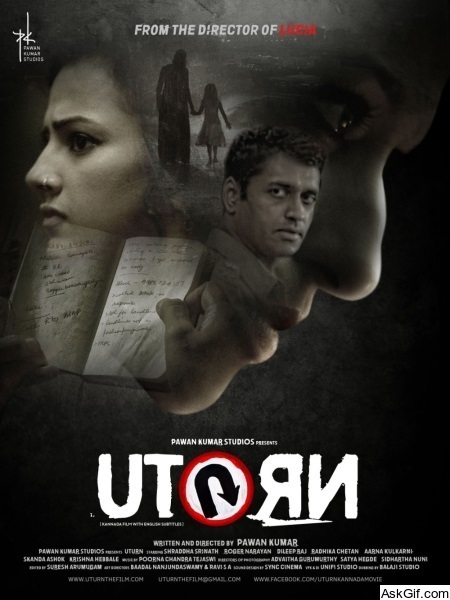 PAWAN
KUMAR
STUDIOS
FROM THE DIRECTOR OF LUCIA
PAWAN KUMAR STUDIOS PRESENTS
UTURN
[ KANNADA FILM WITH ENGLISH SUBTITLES ]
WRITTEN AND DIRECTED BY PAWAN KUMAR
PAWAN KUMAR STUDIOS PRESENTS UTURN STARRING SHRADDHA SRINATH ROGER NARAYAN DILEEP RAJ RADHIKA CHETAN AARNA KULKARNI
SKANDA ASHOK KRISHNA HEBBALE MUSIC BY POORNA CHANDRA TEJASWI DIRECTORS OF PHOTOGRAPHY ADVAITHA GURUMURTHY SATYA HEGDE SIDHARTHA NUNI
EDITED BY SURESH ARUMUGAM ART DIRECTORS BAADAL NANJUNDASWAMY & RAVI S A SOUND DESIGN BY SYNC CINEMA VFX & DI UNIFI STUDIO DUBBING BY BALAJI STUDIO
WWW.UTURNTHEFILM.COM UTURNTHEFILM@GMAIL.COM WWW.FACEBOOK.COM/UTURNKANNADAMOVIE
AskGif.com